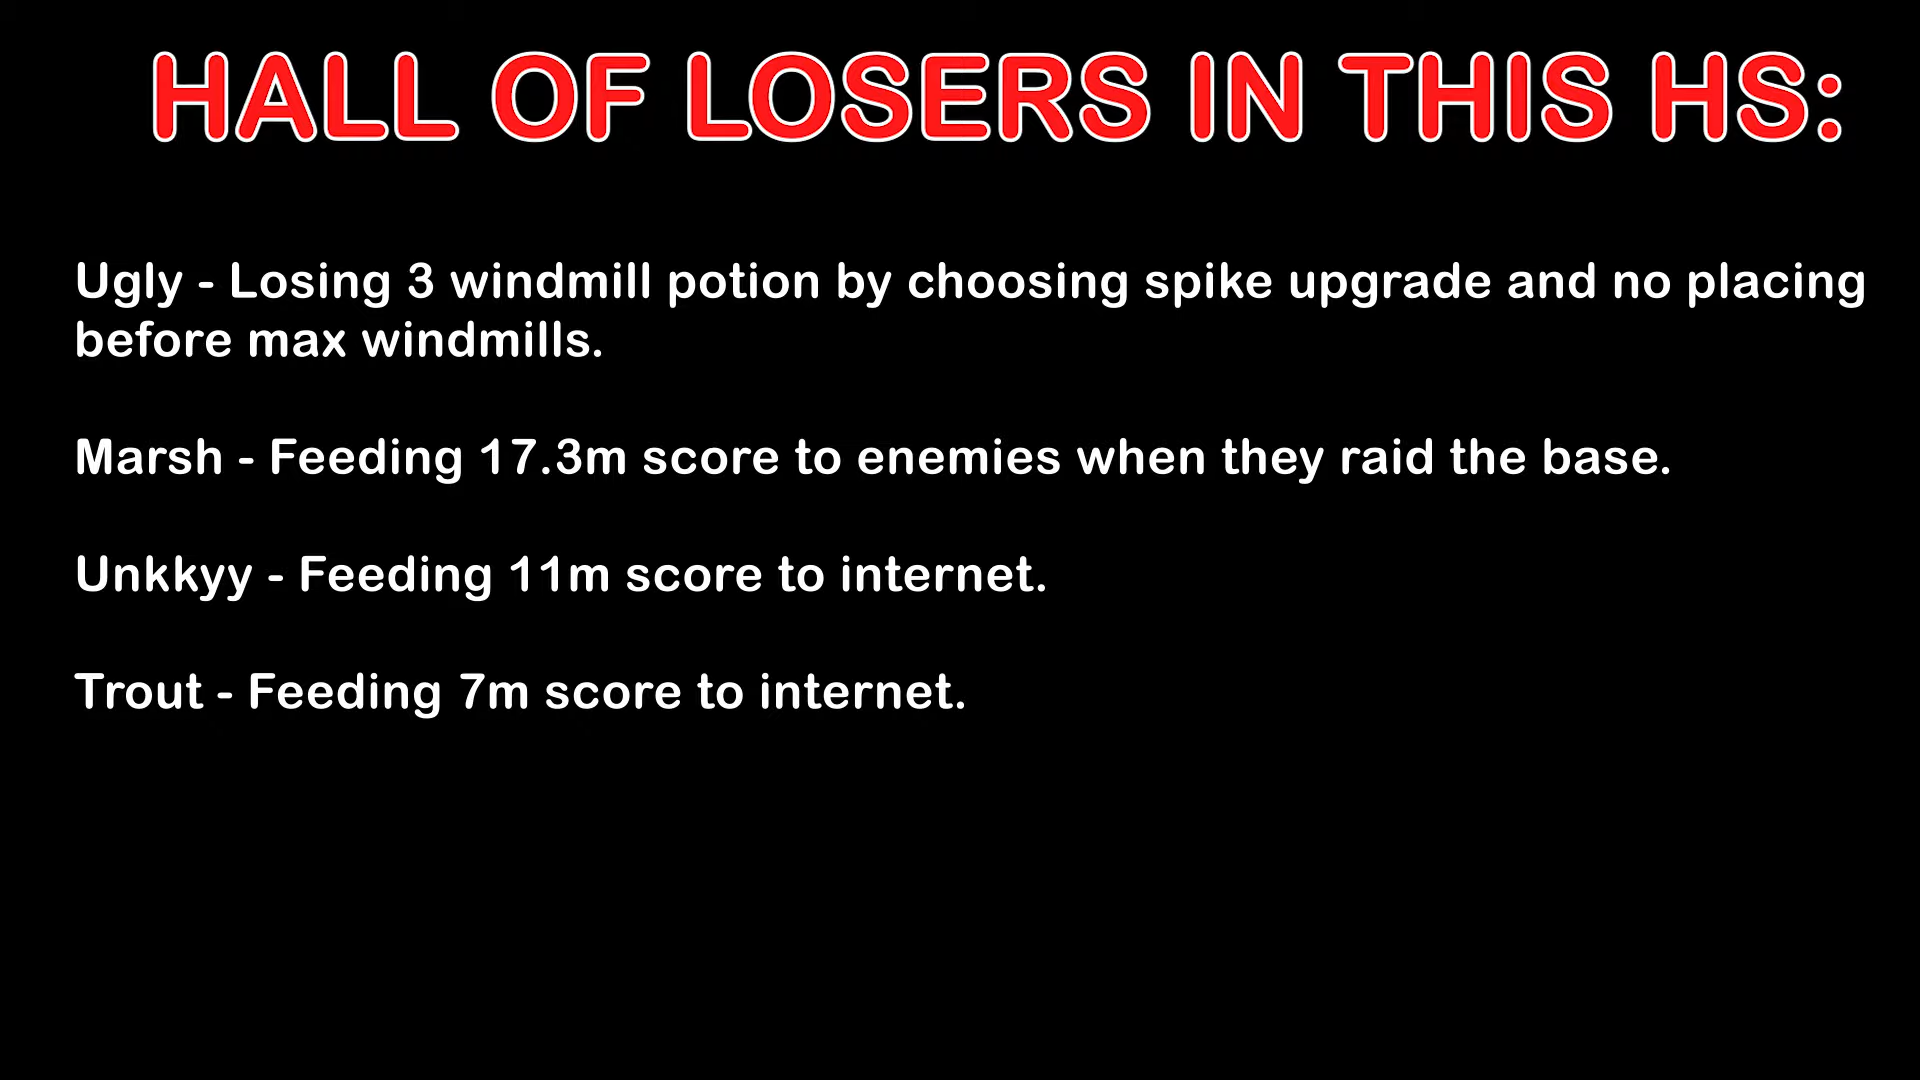 HALL OF LOSERS IN THIS HS:
Ugly - Losing 3 windmill potion by choosing spike upgrade and no placing
before max windmills.
Marsh - Feeding 17.3m score to enemies when they raid the base.
Unkkyy - Feeding 11m score to internet.
Trout - Feeding 7m score to internet.